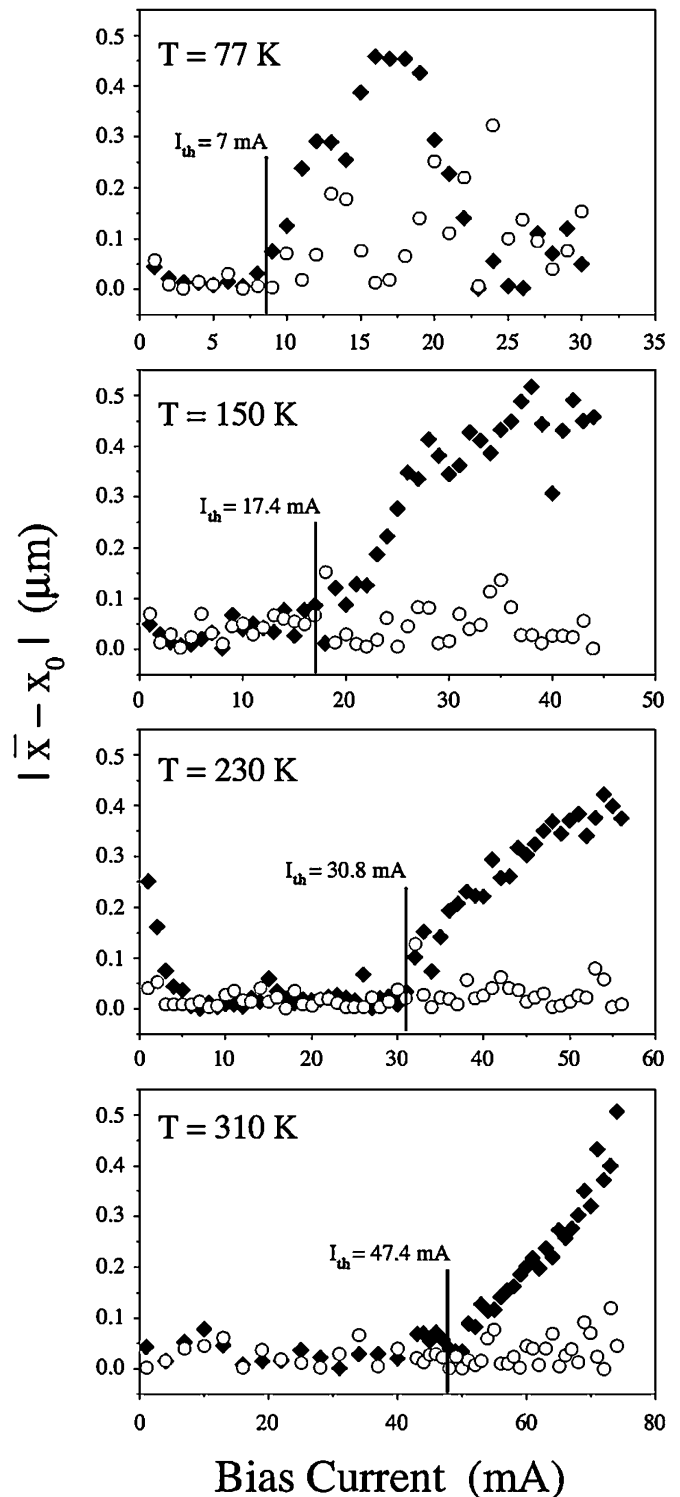 | x̄ – x₀ | (μm)
T = 77 K
Iₜₕ = 7 mA
0.5
0.4
0.3
0.2
0.1
0.0
0 5 10 15 20 25 30 35
T = 150 K
Iₜₕ = 17.4 mA
0.5
0.4
0.3
0.2
0.1
0.0
0 10 20 30 40 50
T = 230 K
Iₜₕ = 30.8 mA
0.5
0.4
0.3
0.2
0.1
0.0
0 10 20 30 40 50 60
T = 310 K
Iₜₕ = 47.4 mA
0.5
0.4
0.3
0.2
0.1
0.0
0 20 40 60 80
Bias Current (mA)